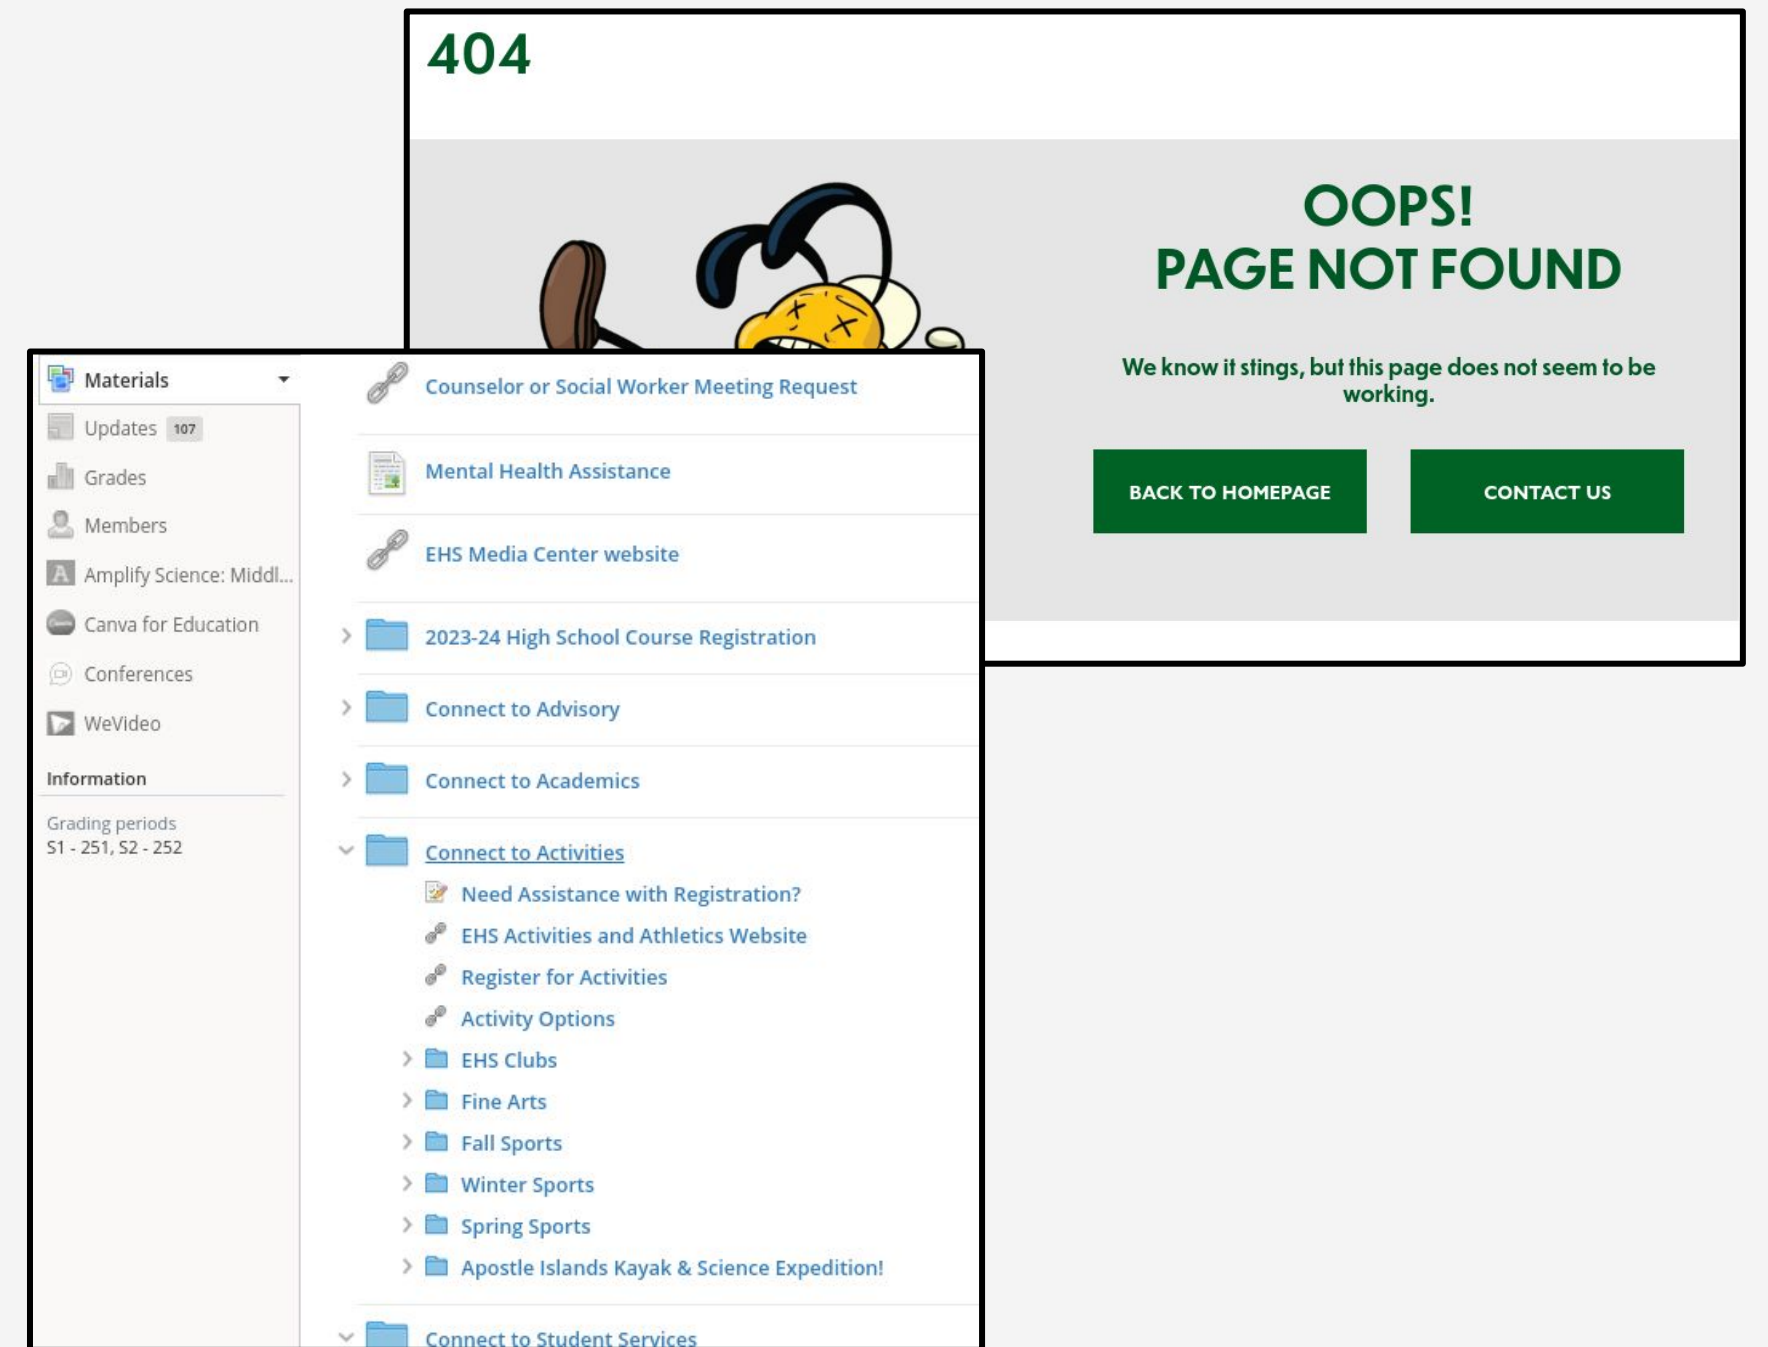 404
OOPS!
PAGE NOT FOUND
We know it stings, but this page does not seem to be
working.
BACK TO HOMEPAGE
CONTACT US
Materials
Updates 107
Grades
Members
Amplify Science: Middl...
Canva for Education
Conferences
WeVideo
Information
Grading periods
S1 - 251, S2 - 252
Counselor or Social Worker Meeting Request
Mental Health Assistance
EHS Media Center website
2023-24 High School Course Registration
Connect to Advisory
Connect to Academics
Connect to Activities
Need Assistance with Registration?
EHS Activities and Athletics Website
Register for Activities
Activity Options
EHS Clubs
Fine Arts
Fall Sports
Winter Sports
Spring Sports
Apostle Islands Kayak & Science Expedition!
Connect to Student Services